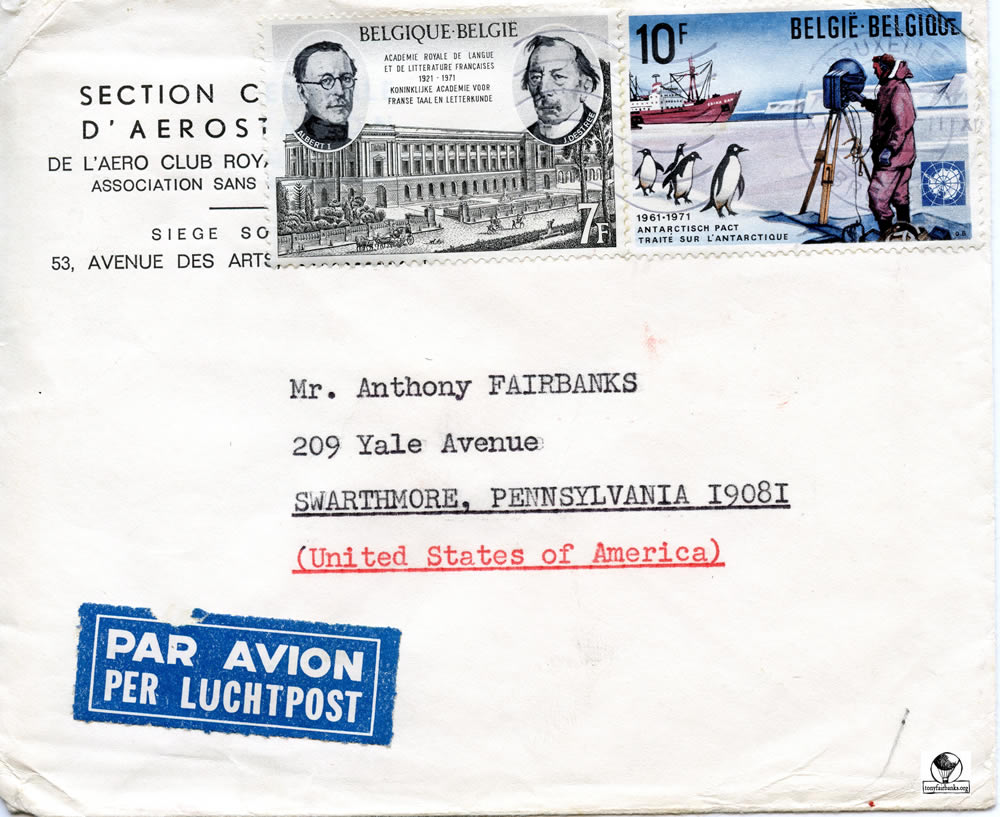 SECTION C
D'AEROST
DE L'AERO CLUB ROYA
ASSOCIATION SANS
SIEGE SO
53, AVENUE DES ARTS,
BELGIQUE·BELGIË
ACADEMIE ROYALE DE LANGUE
ET DE LITTERATURE FRANÇAISES
1921 - 1971
KONINKLIJKE ACADEMIE VOOR
FRANSE TAAL EN LETTERKUNDE
ALBERT I
J.DESTREE
7F
BELGIË·BELGIQUE
10F
1961-1971
ANTARCTISCH PACT
TRAITÉ SUR L'ANTARCTIQUE
Mr. Anthony FAIRBANKS
209 Yale Avenue
SWARTHMORE, PENNSYLVANIA I908I
(United States of America)
PAR AVION
PER LUCHTPOST
tonyfairbanks.org